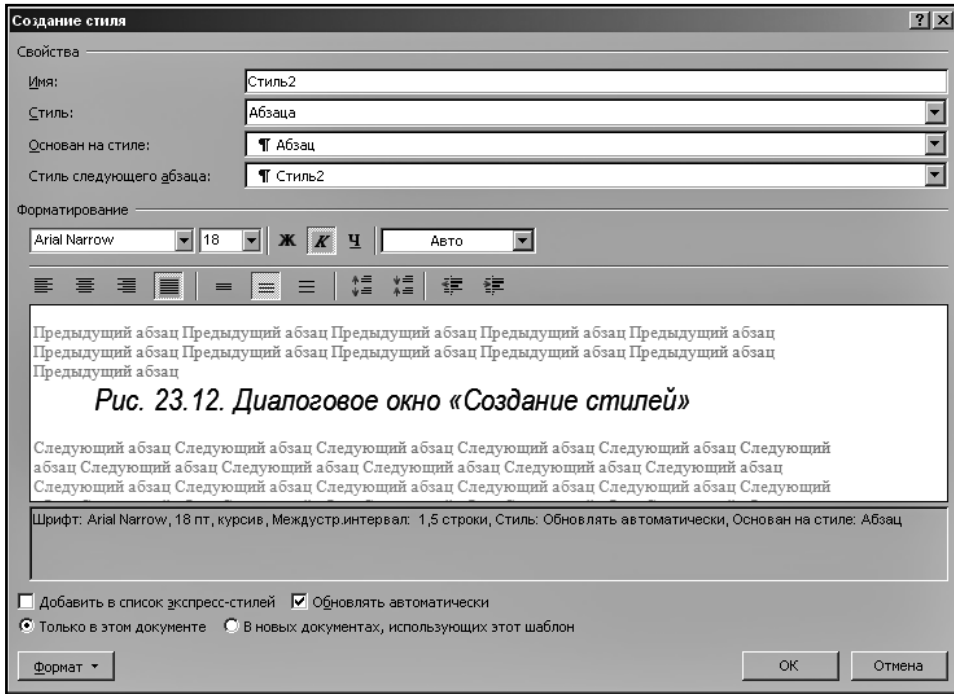 Создание стиля
Свойства
Имя: Стиль2
Стиль: Абзаца
Основан на стиле: ¶ Абзац
Стиль следующего абзаца: ¶ Стиль2
Форматирование
Arial Narrow 18 Ж К Ч Авто
Предыдущий абзац Предыдущий абзац Предыдущий абзац Предыдущий абзац Предыдущий абзац
Предыдущий абзац Предыдущий абзац Предыдущий абзац Предыдущий абзац Предыдущий абзац
Предыдущий абзац
Рис. 23.12. Диалоговое окно «Создание стилей»
Следующий абзац Следующий абзац Следующий абзац Следующий абзац Следующий абзац Следующий
абзац Следующий абзац Следующий абзац Следующий абзац Следующий абзац Следующий абзац
Следующий абзац Следующий абзац Следующий абзац Следующий абзац Следующий абзац Следующий
Шрифт: Arial Narrow, 18 пт, курсив, Междустр.интервал: 1,5 строки, Стиль: Обновлять автоматически, Основан на стиле: Абзац
Добавить в список экспресс-стилей Обновлять автоматически
Только в этом документе В новых документах, использующих этот шаблон
Формат ОК Отмена